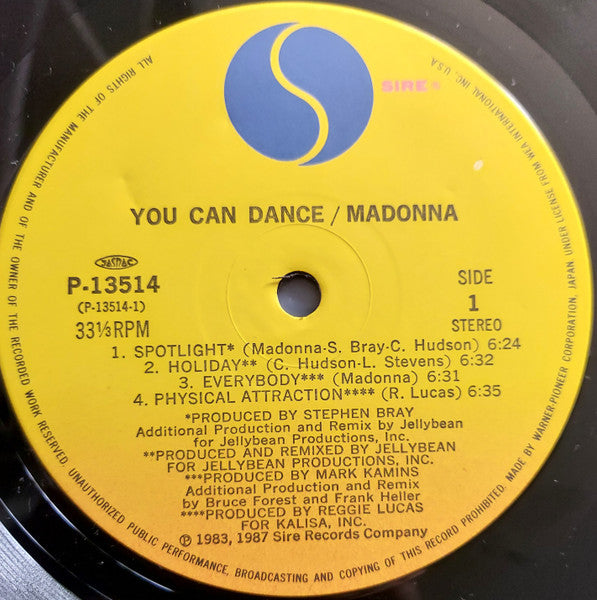 SIRE ®
YOU CAN DANCE / MADONNA
JASRAC
P-13514
(P-13514-1)
33⅓RPM
SIDE
1
STEREO
1. SPOTLIGHT* (Madonna-S. Bray-C. Hudson) 6:24
2. HOLIDAY** (C. Hudson-L. Stevens) 6:32
3. EVERYBODY*** (Madonna) 6:31
4. PHYSICAL ATTRACTION**** (R. Lucas) 6:35
*PRODUCED BY STEPHEN BRAY
Additional Production and Remix by Jellybean
for Jellybean Productions, Inc.
**PRODUCED AND REMIXED BY JELLYBEAN
FOR JELLYBEAN PRODUCTIONS, INC.
***PRODUCED BY MARK KAMINS
Additional Production and Remix
by Bruce Forest and Frank Heller
****PRODUCED BY REGGIE LUCAS
FOR KALISA, INC.
℗ 1983, 1987 Sire Records Company
ALL RIGHTS OF THE MANUFACTURER AND OF THE OWNER OF THE RECORDED WORK RESERVED. UNAUTHORIZED PUBLIC PERFORMANCE, BROADCASTING AND COPYING OF THIS RECORD PROHIBITED. MADE BY WARNER-PIONEER CORPORATION, JAPAN UNDER LICENSE FROM WEA INTERNATIONAL INC., U.S.A.